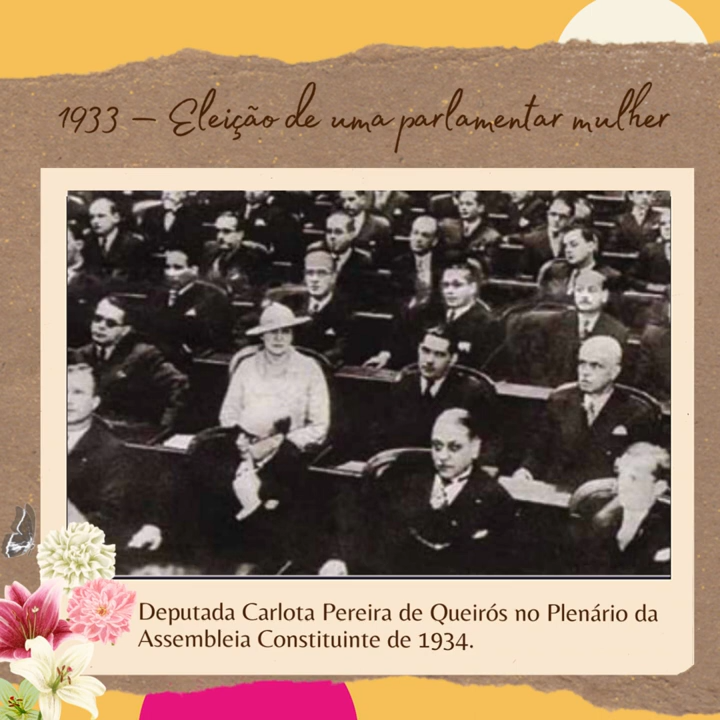 1933 – Eleição de uma parlamentar mulher
Deputada Carlota Pereira de Queirós no Plenário da
Assembleia Constituinte de 1934.